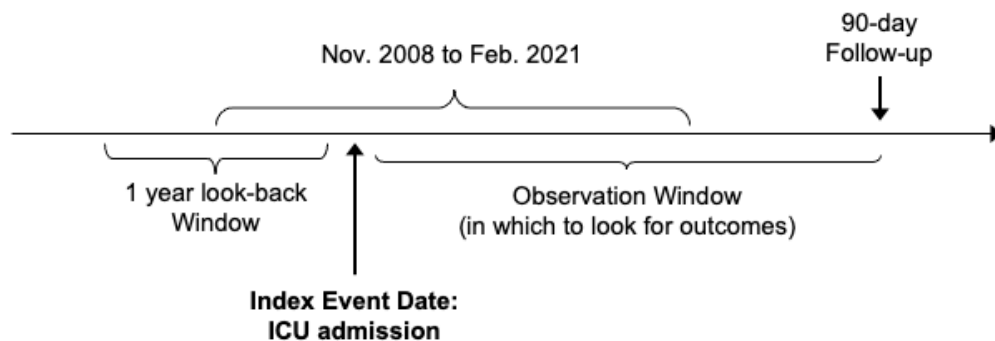 90-day
Follow-up
Nov. 2008 to Feb. 2021
1 year look-back
Window
Observation Window
(in which to look for outcomes)
Index Event Date:
ICU admission